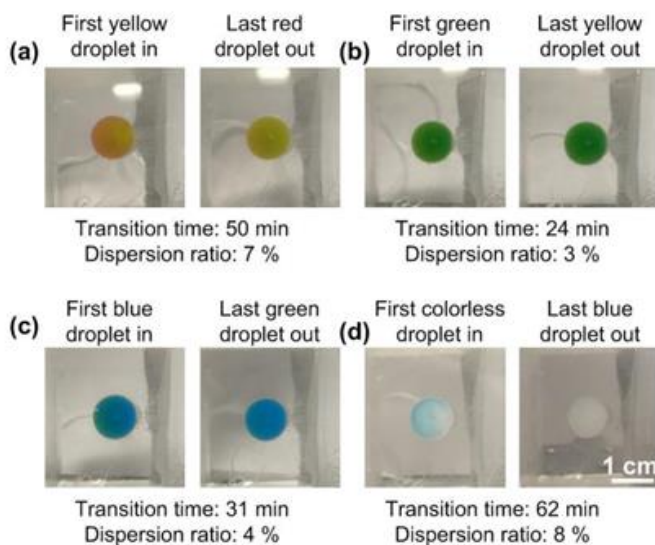 (a)
First yellow
droplet in
Last red
droplet out
Transition time: 50 min
Dispersion ratio: 7 %
(b)
First green
droplet in
Last yellow
droplet out
Transition time: 24 min
Dispersion ratio: 3 %
(c)
First blue
droplet in
Last green
droplet out
Transition time: 31 min
Dispersion ratio: 4 %
(d)
First colorless
droplet in
Last blue
droplet out
1 cm
Transition time: 62 min
Dispersion ratio: 8 %